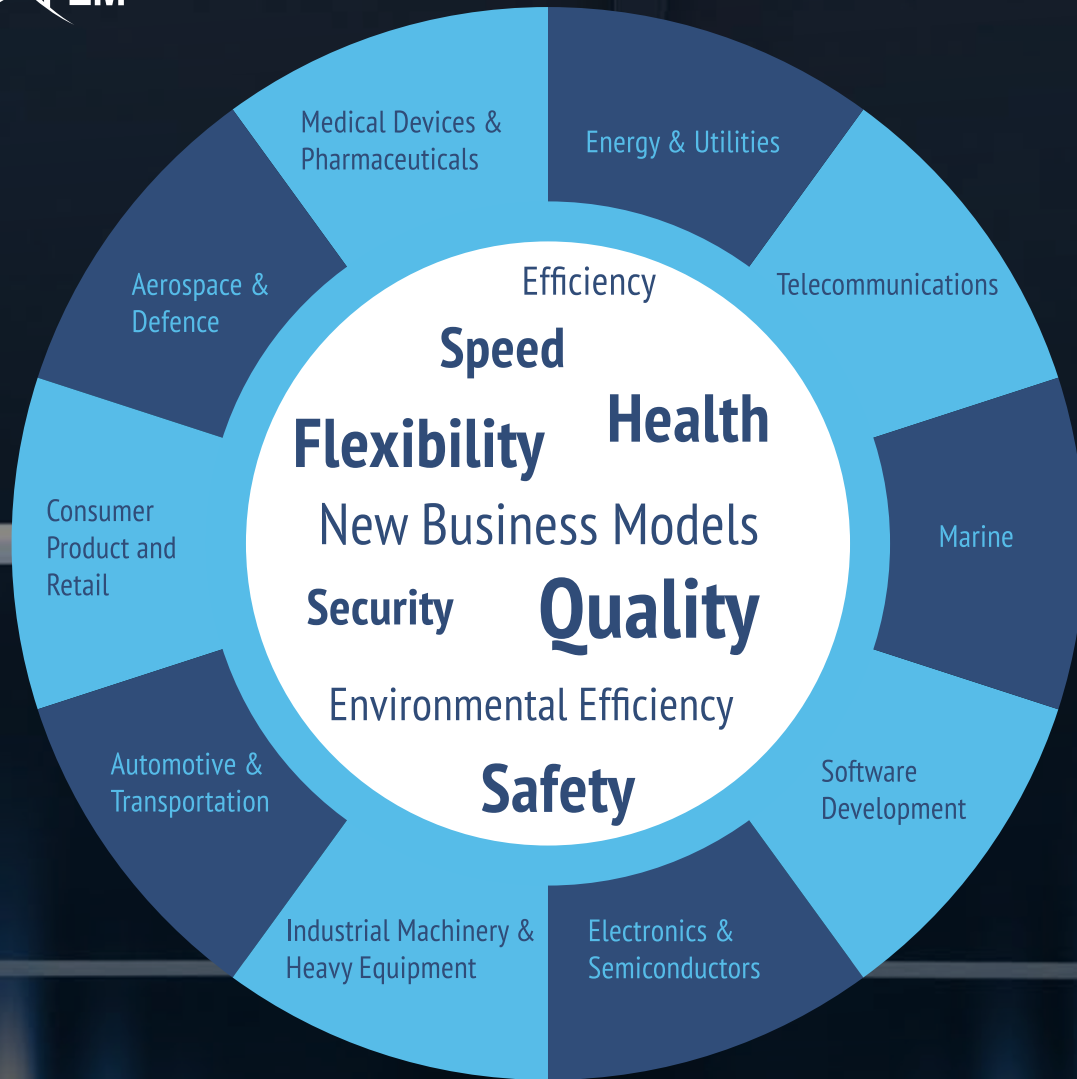 Medical Devices &
Pharmaceuticals
Energy & Utilities
Aerospace &
Defence
Telecommunications
Efficiency
Speed
Health
Flexibility
New Business Models
Consumer
Product and
Retail
Marine
Security
Quality
Environmental Efficiency
Automotive &
Transportation
Safety
Software
Development
Industrial Machinery &
Heavy Equipment
Electronics &
Semiconductors